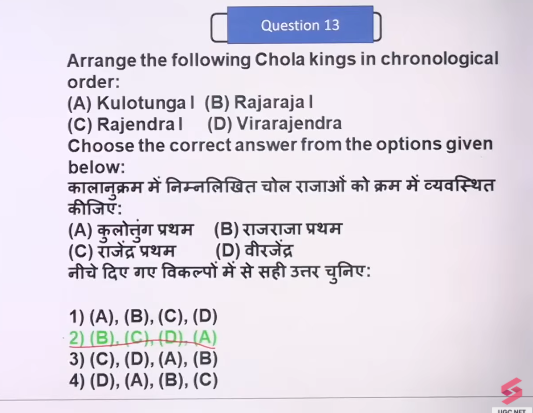 Question 13
Arrange the following Chola kings in chronological
order:
(A) Kulotunga I (B) Rajaraja I
(C) Rajendra I (D) Virarajendra
Choose the correct answer from the options given
below:
कालानुक्रम में निम्नलिखित चोल राजाओं को क्रम में व्यवस्थित
कीजिए:
(A) कुलोत्तुंग प्रथम (B) राजराजा प्रथम
(C) राजेंद्र प्रथम (D) वीरजेंद्र
नीचे दिए गए विकल्पों में से सही उत्तर चुनिए:
1) (A), (B), (C), (D)
2) (B), (C), (D), (A)
3) (C), (D), (A), (B)
4) (D), (A), (B), (C)
UGC NET